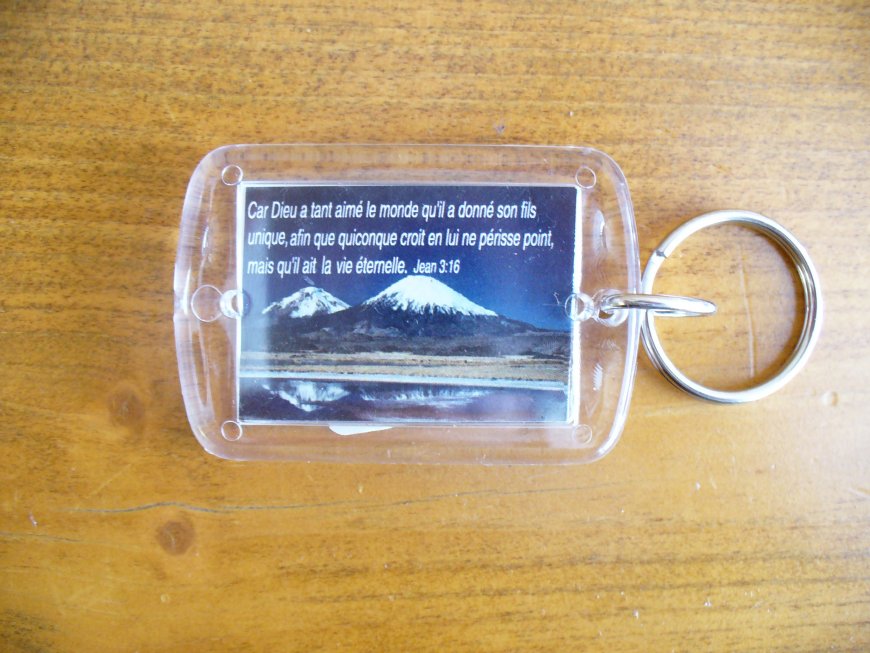 Car Dieu a tant aimé le monde qu'il a donné son fils
unique, afin que quiconque croit en lui ne périsse point,
mais qu'il ait la vie éternelle. Jean 3:16